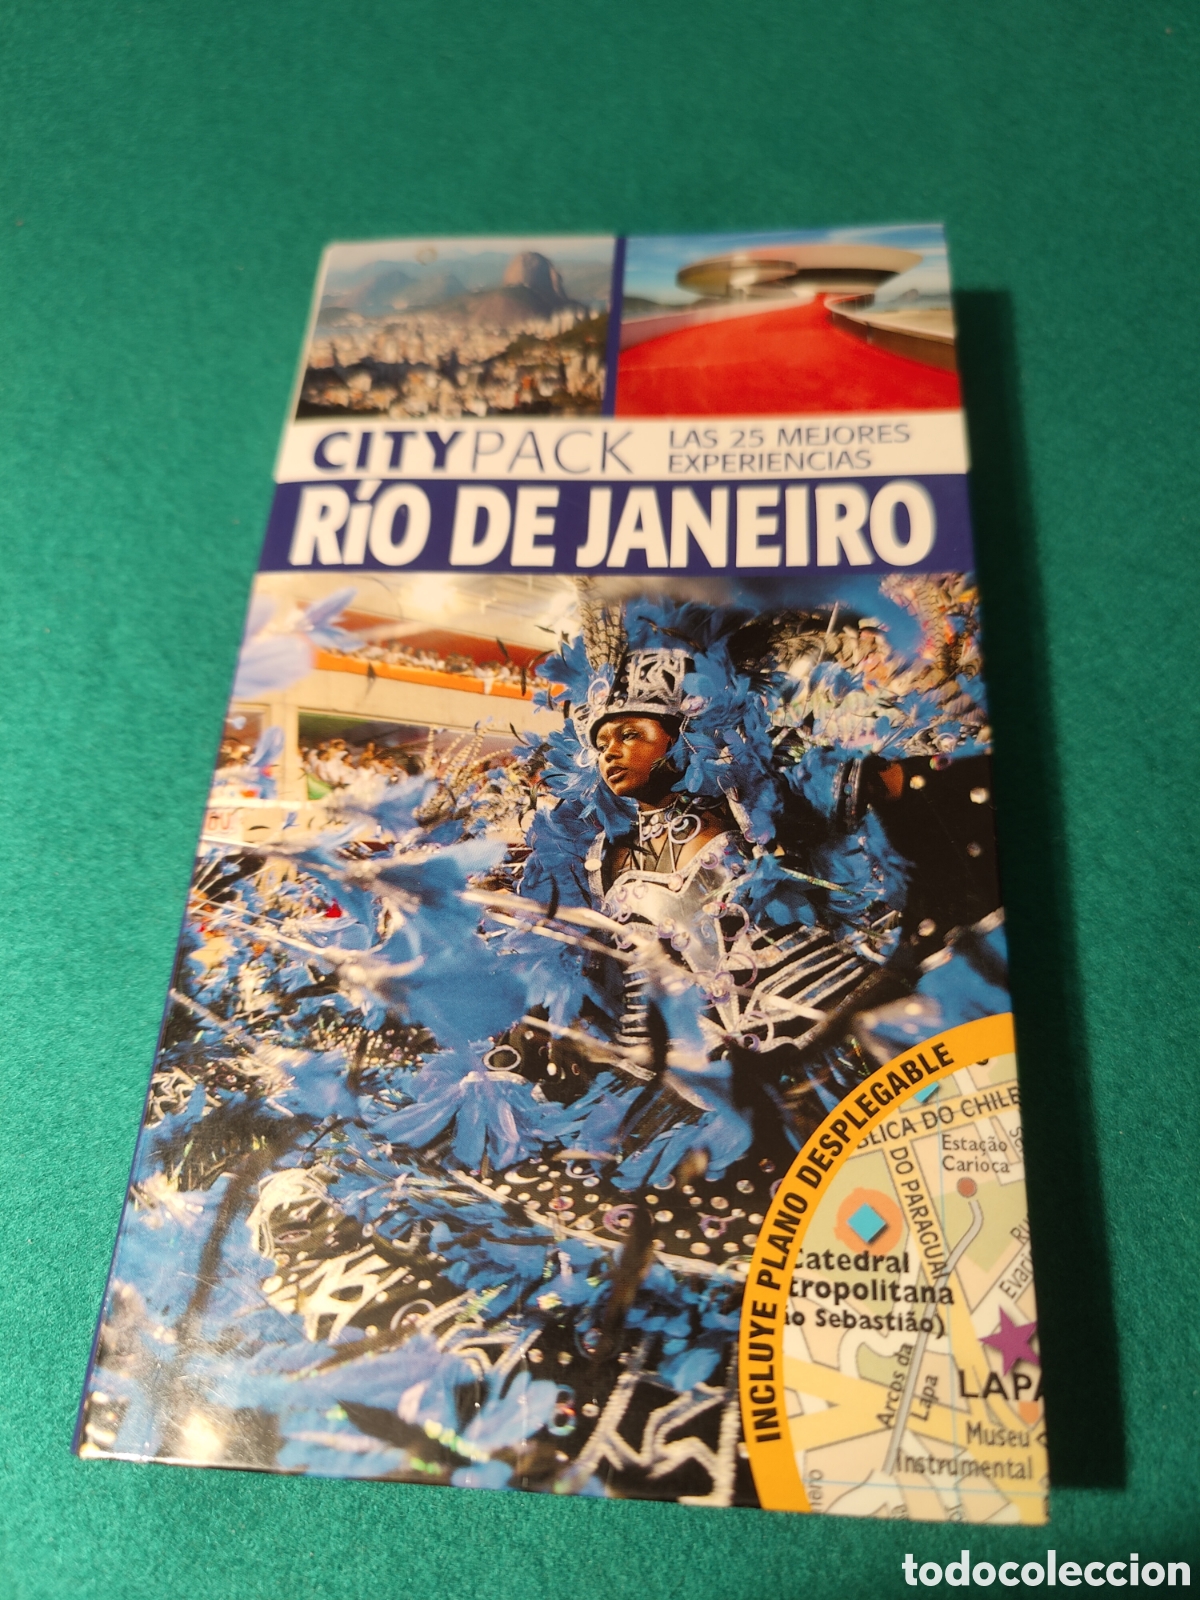 CITYPACK
LAS 25 MEJORES
EXPERIENCIAS
RÍO DE JANEIRO
INCLUYE PLANO DESPLEGABLE
BLICA DO CHILE
Estação
Carioca
DO PARAGUAI
Catedral
tropolitana
ão Sebastião)
Arcos da
Lapa
LAPA
Museu
Instrumental
todocoleccion